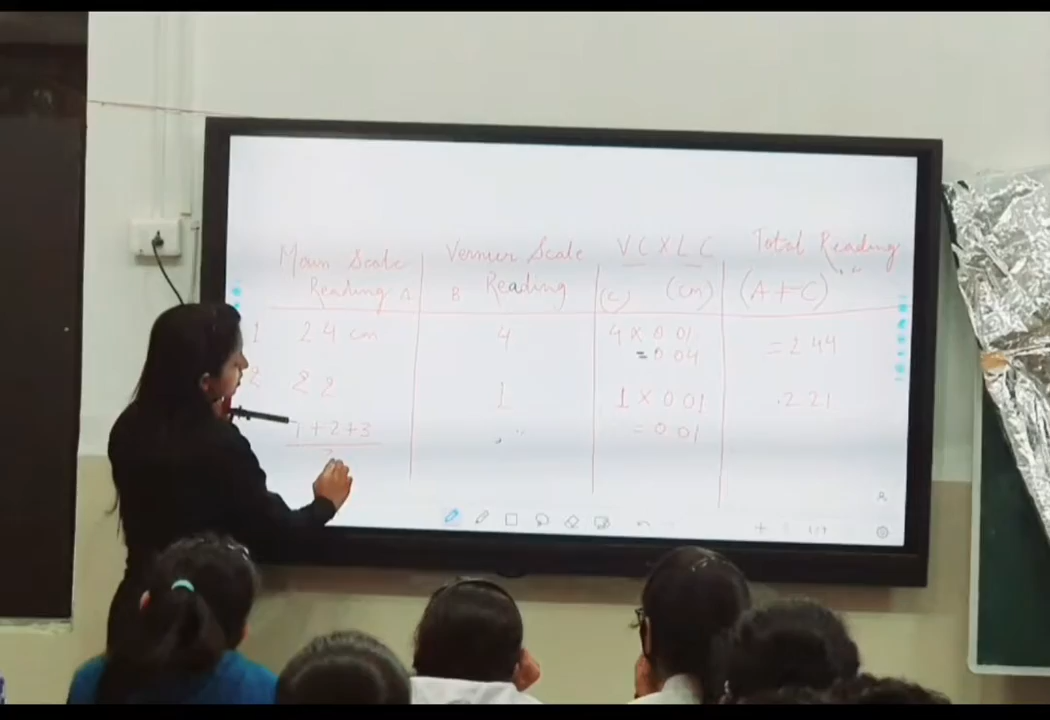 Main Scale Vernier Scale VC X LC Total Reading
Reading A B Reading (C) (cm) (A+C)
1 2 4 cm 4 4 X 0 01 = 2 44
= 0 04
2 2 2 1 1 X 0 01 2 21
1 + 2 + 3 = 0 01